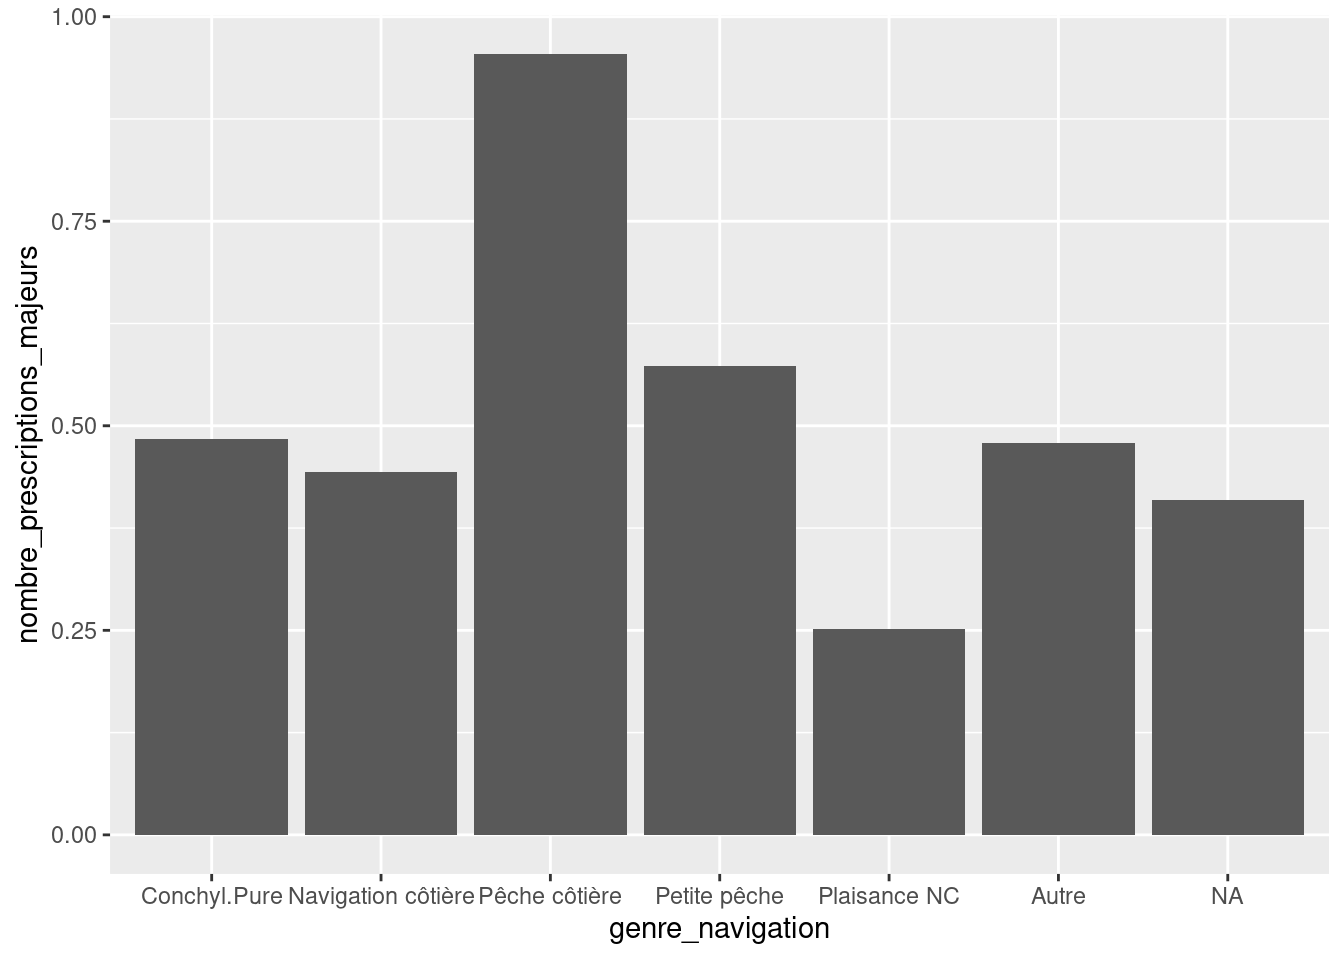 1.00
0.75
0.50
0.25
0.00
nombre_prescriptions_majeurs
Conchyl.Pure Navigation côtière Pêche côtière Petite pêche Plaisance NC Autre NA
genre_navigation